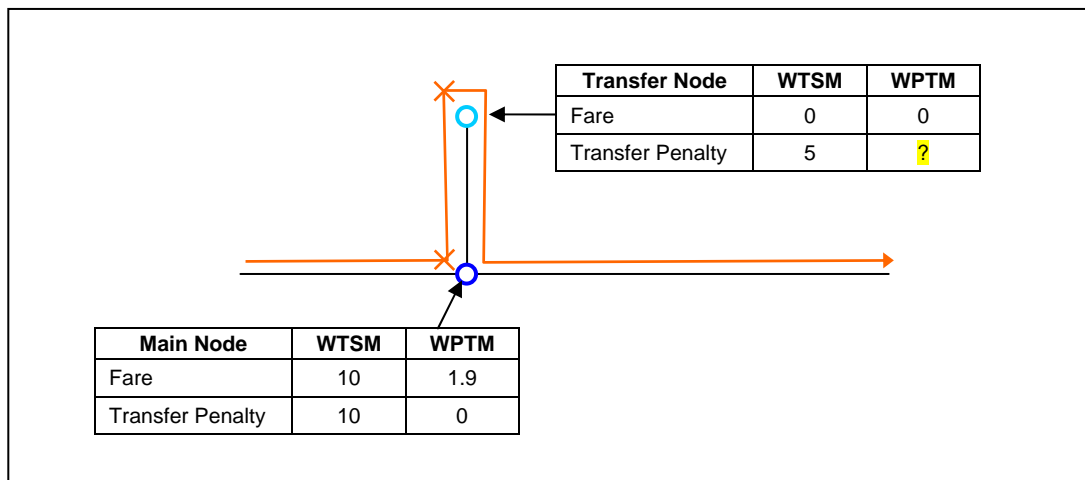 Transfer Node WTSM WPTM
Fare 0 0
Transfer Penalty 5 ?
Main Node WTSM WPTM
Fare 10 1.9
Transfer Penalty 10 0